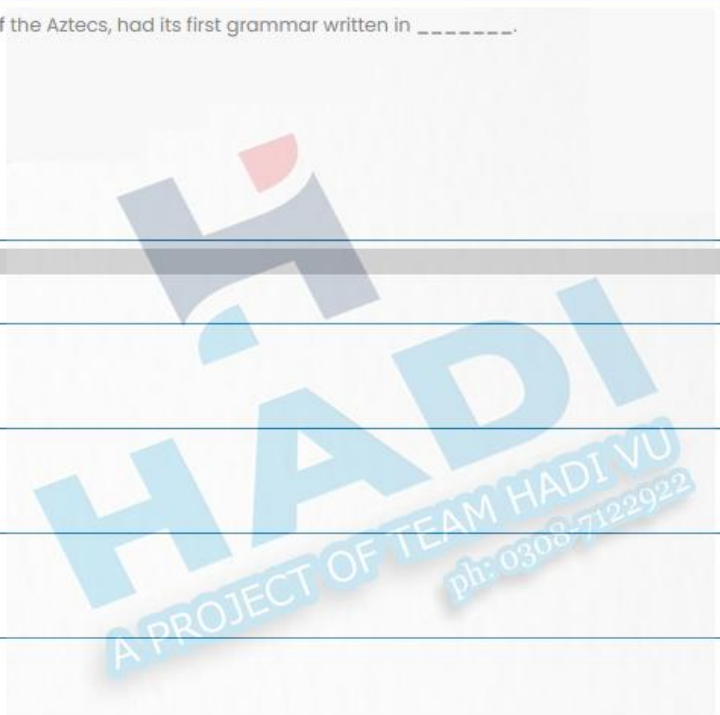 f the Aztecs, had its first grammar written in _______.
HADI
A PROJECT OF TEAM HADI VU
ph: 0308-7122922